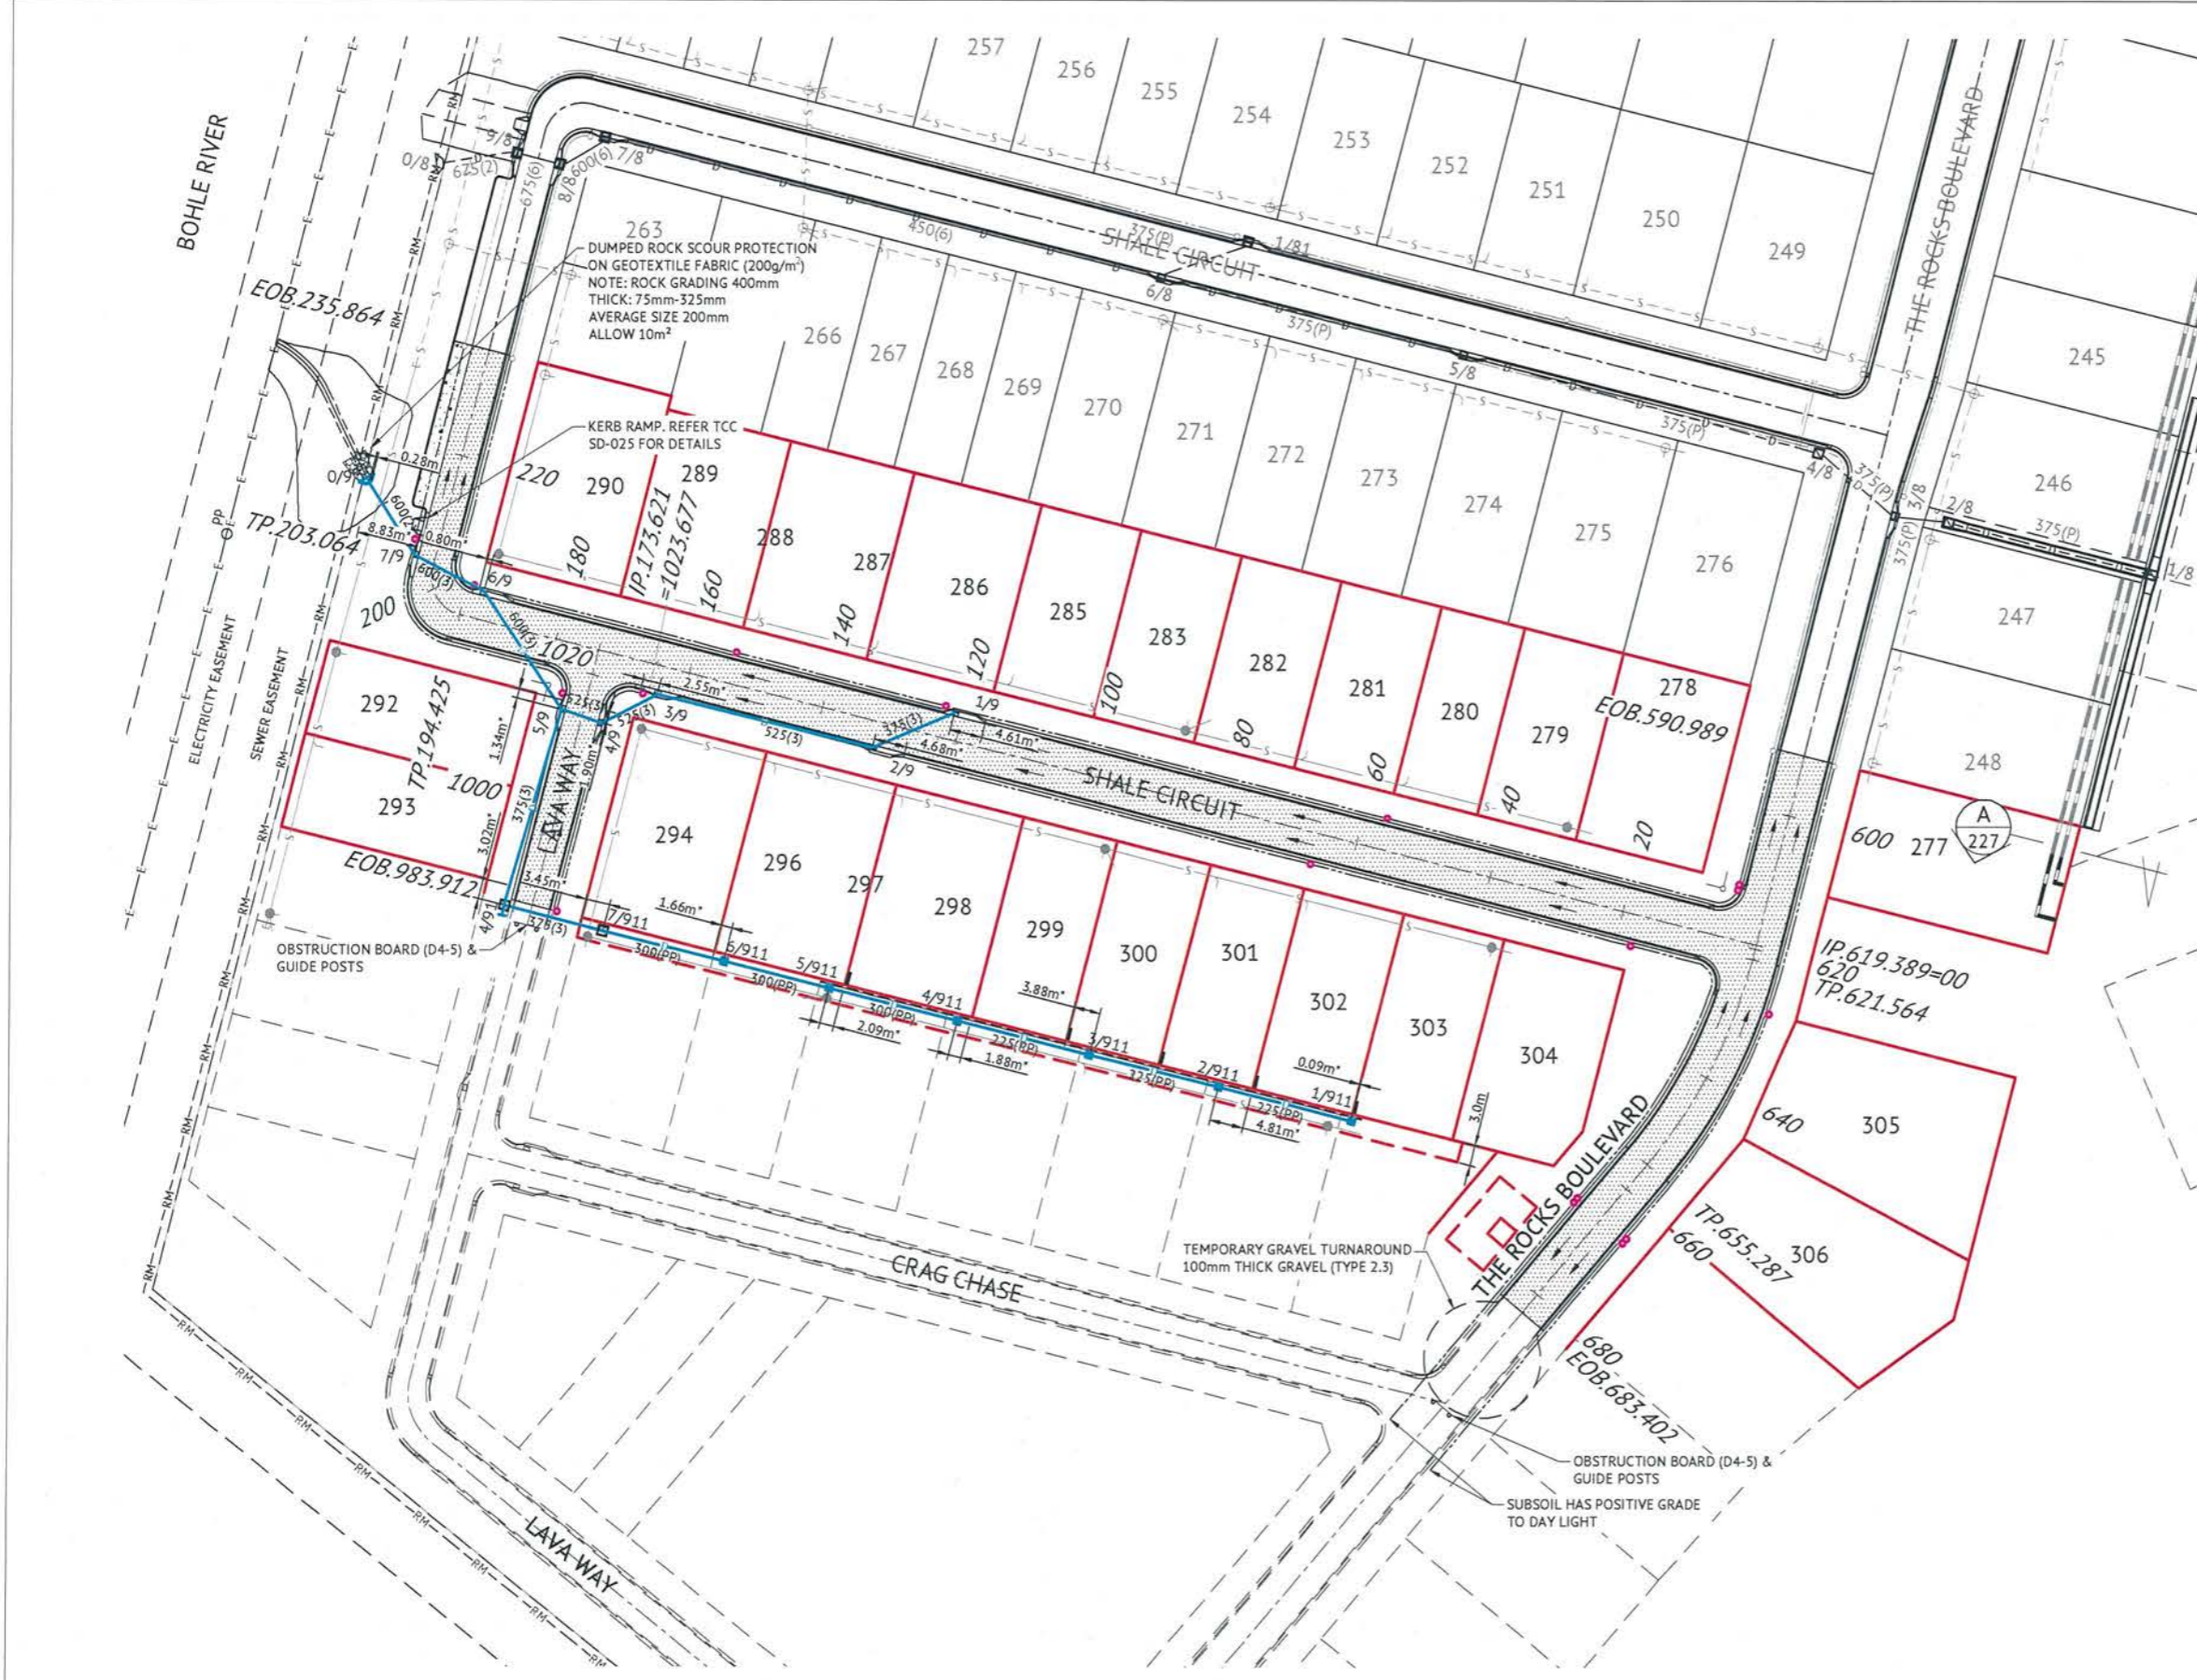 257
256
255
254
253
252
251
250
249
BOHLE RIVER
THE ROCKS BOULEVARD
RM
E
S
9/8
0/8
625(2)
675(6)
8/8
600(6)
7/8
450(6)
375(P)
1/81
SHALE CIRCUIT
6/8
375(P)
5/8
375(P)
4/8
375(P)
3/8
375(P)
2/8
375(P)
1/8
263
DUMPED ROCK SCOUR PROTECTION
ON GEOTEXTILE FABRIC (200g/m²)
NOTE: ROCK GRADING 400mm
THICK: 75mm-325mm
AVERAGE SIZE 200mm
ALLOW 10m²
EOB.235.864
266
267
268
269
270
271
272
273
274
275
276
245
246
247
248
KERB RAMP. REFER TCC
SD-025 FOR DETAILS
0.28m
0/9
600(2)
PP
TP.203.064
8.83m*
0.80m*
7/9
600(3)
6/9
220
290
180
289
IP.173.621
=1023.677
160
288
287
140
286
120
285
100
283
282
80
281
60
280
279
40
278
EOB.590.989
20
200
600(3)
1020
2.55m*
ELECTRICITY EASEMENT
SEWER EASEMENT
292
TP.194.425
1.34m*
5/9
525(3)
4/9
525(3)
3/9
525(3)
375(3)
1/9
4.61m*
4.68m*
2/9
SHALE CIRCUIT
293
1000
375(3)
3.02m*
LAVA WAY
1.90m*
EOB.983.912
3.45m*
4/91
375(3)
7/911
1.66m*
294
296
297
298
299
300
301
302
303
304
OBSTRUCTION BOARD (D4-5) &
GUIDE POSTS
300(PP)
6/911
300(PP)
5/911
300(PP)
2.09m*
4/911
225(PP)
1.88m*
3.88m*
3/911
325(PP)
2/911
225(PP)
4.81m*
0.09m*
1/911
3.0m
600
277
A
227
IP.619.389=00
620
TP.621.564
305
640
306
TP.655.287
660
680
EOB.683.402
THE ROCKS BOULEVARD
TEMPORARY GRAVEL TURNAROUND
100mm THICK GRAVEL (TYPE 2.3)
CRAG CHASE
OBSTRUCTION BOARD (D4-5) &
GUIDE POSTS
SUBSOIL HAS POSITIVE GRADE
TO DAY LIGHT
LAVA WAY